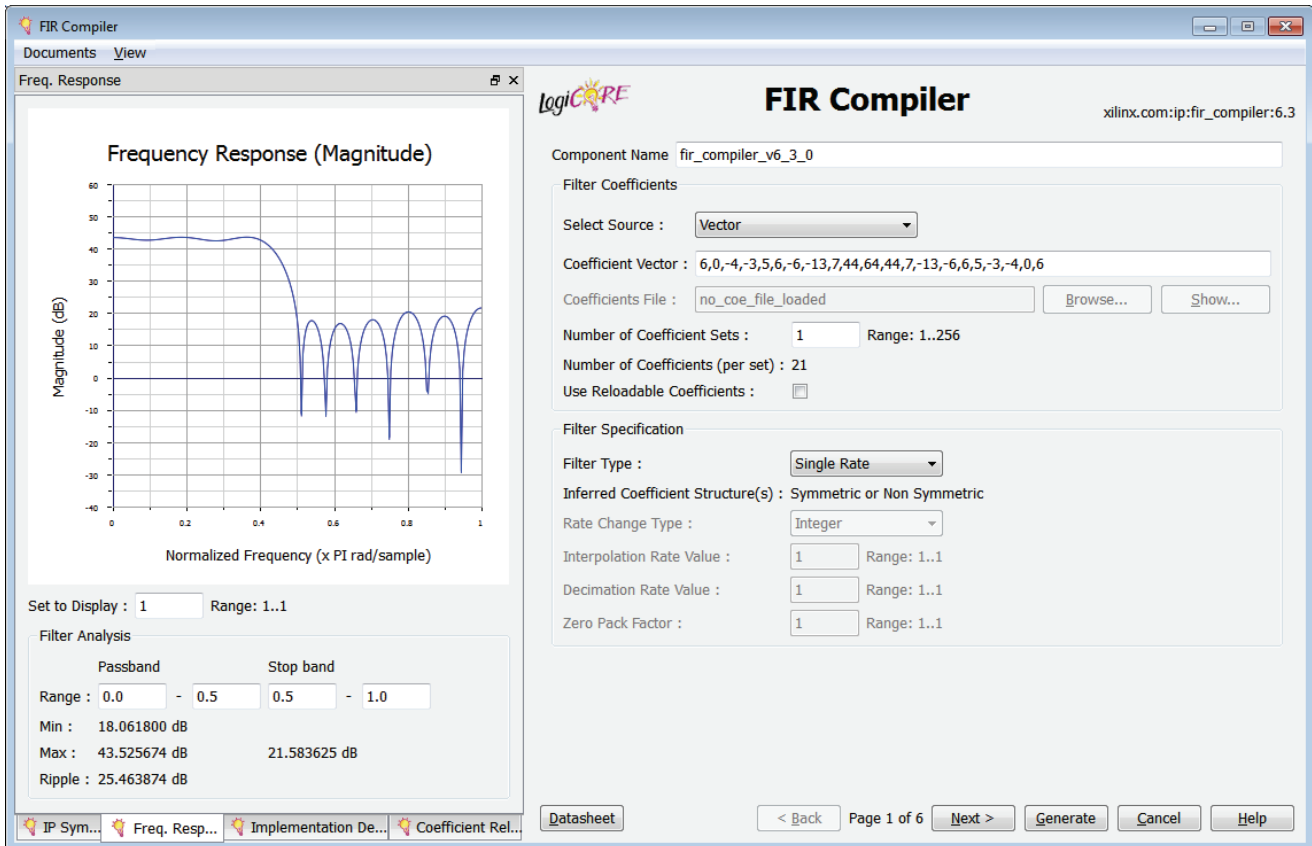 FIR Compiler
Documents View
Freq. Response
Frequency Response (Magnitude)
60
50
40
30
20
10
0
-10
-20
-30
-40
Magnitude (dB)
0 0.2 0.4 0.6 0.8 1
Normalized Frequency (x PI rad/sample)
Set to Display : 1 Range: 1..1
Filter Analysis
Passband Stop band
Range : 0.0 - 0.5 0.5 - 1.0
Min : 18.061800 dB
Max : 43.525674 dB 21.583625 dB
Ripple : 25.463874 dB
IP Sym... Freq. Resp... Implementation De... Coefficient Rel...
LogiCORE
FIR Compiler
xilinx.com:ip:fir_compiler:6.3
Component Name fir_compiler_v6_3_0
Filter Coefficients
Select Source : Vector
Coefficient Vector : 6,0,-4,-3,5,6,-6,-13,7,44,64,44,7,-13,-6,6,5,-3,-4,0,6
Coefficients File : no_coe_file_loaded Browse... Show...
Number of Coefficient Sets : 1 Range: 1..256
Number of Coefficients (per set) : 21
Use Reloadable Coefficients :
Filter Specification
Filter Type : Single Rate
Inferred Coefficient Structure(s) : Symmetric or Non Symmetric
Rate Change Type : Integer
Interpolation Rate Value : 1 Range: 1..1
Decimation Rate Value : 1 Range: 1..1
Zero Pack Factor : 1 Range: 1..1
Datasheet < Back Page 1 of 6 Next > Generate Cancel Help